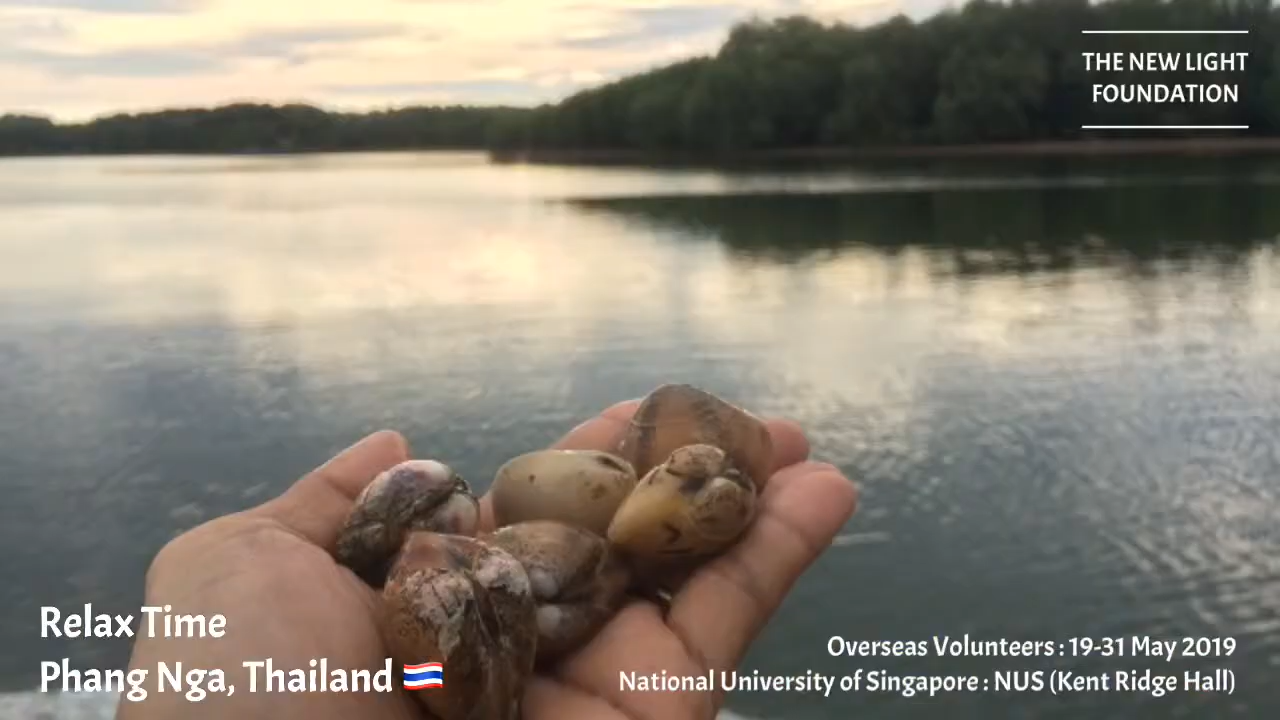 THE NEW LIGHT
FOUNDATION
Relax Time
Phang Nga, Thailand 🇹🇭
Overseas Volunteers : 19-31 May 2019
National University of Singapore : NUS (Kent Ridge Hall)